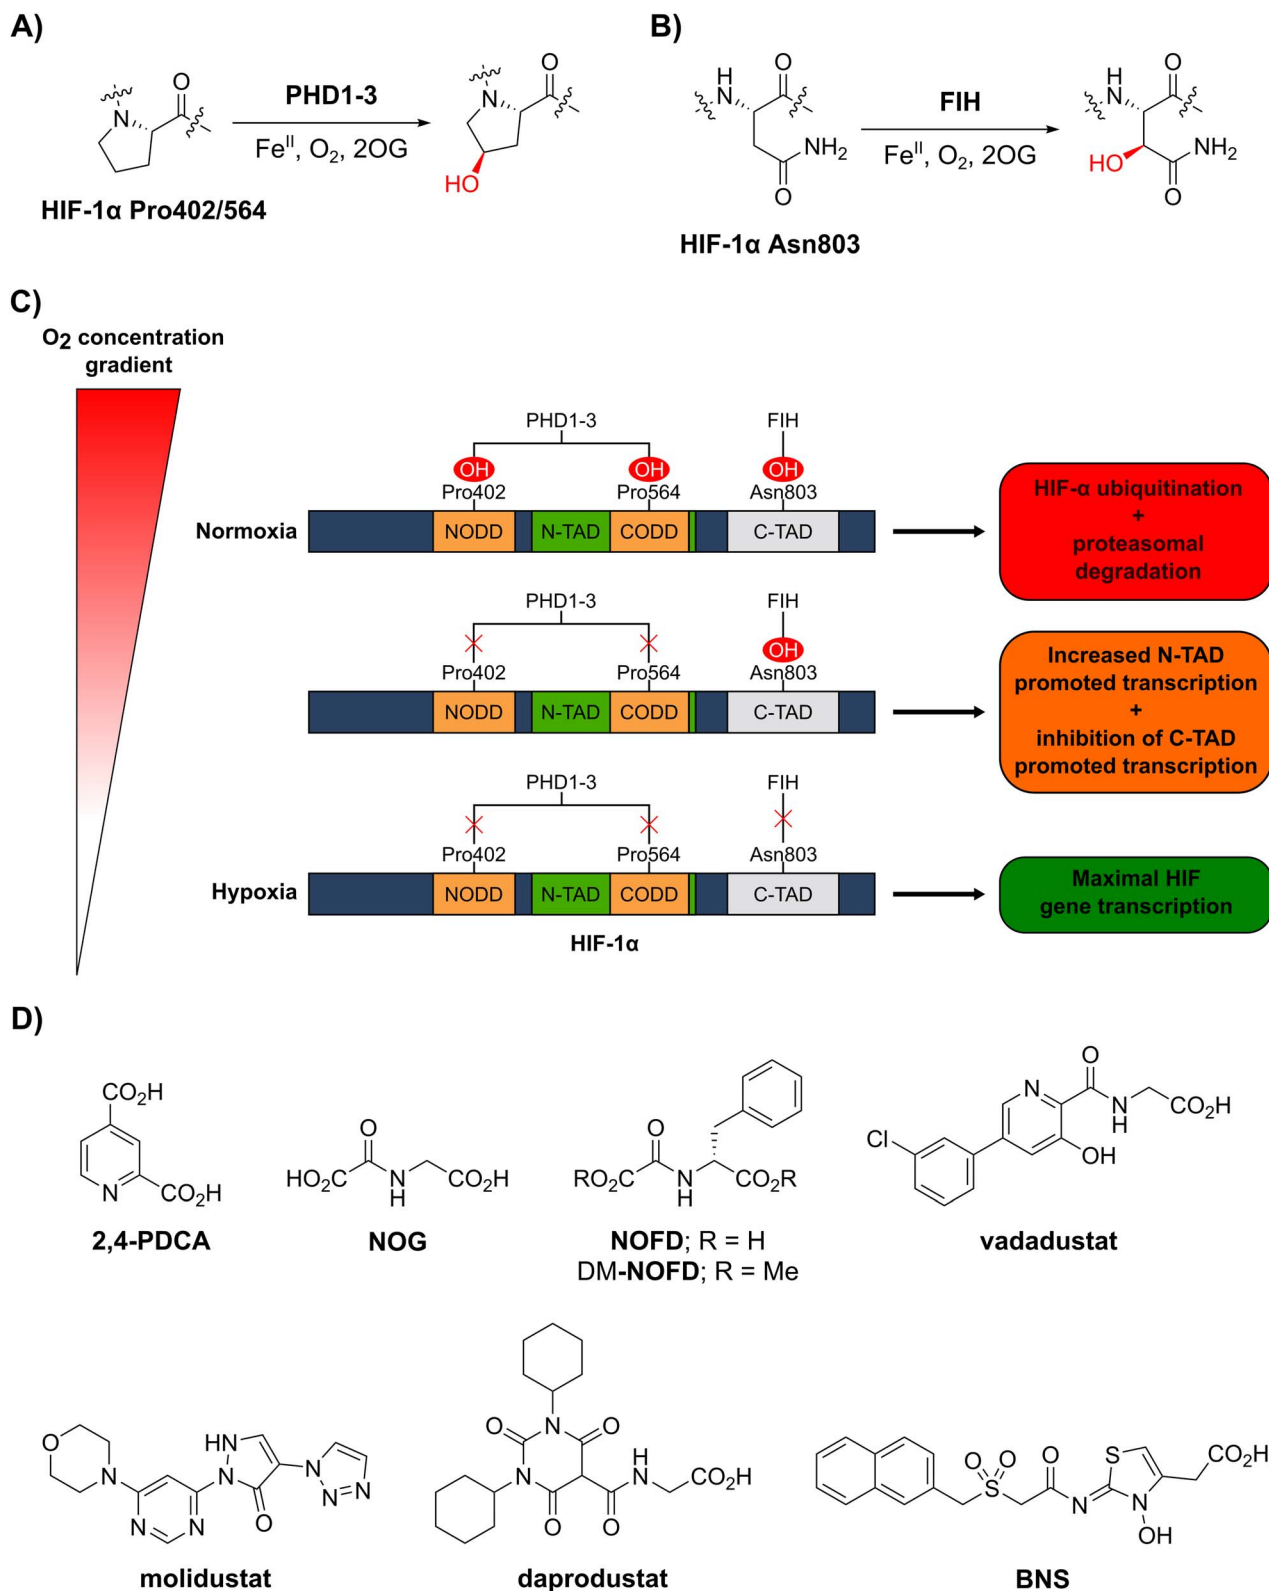 A)
N
O
PHD1-3
Feᴵᴵ, O₂, 2OG
N
O
HO
HIF-1α Pro402/564
B)
H
N
O
NH₂
O
FIH
Feᴵᴵ, O₂, 2OG
H
N
O
HO
NH₂
O
HIF-1α Asn803
C)
O₂ concentration
gradient
Normoxia
PHD1-3
FIH
OH
OH
OH
Pro402
Pro564
Asn803
NODD
N-TAD
CODD
C-TAD
HIF-α ubiquitination
+
proteasomal
degradation
PHD1-3
FIH
OH
Pro402
Pro564
Asn803
NODD
N-TAD
CODD
C-TAD
Increased N-TAD
promoted transcription
+
inhibition of C-TAD
promoted transcription
Hypoxia
PHD1-3
FIH
Pro402
Pro564
Asn803
NODD
N-TAD
CODD
C-TAD
Maximal HIF
gene transcription
HIF-1α
D)
CO₂H
N
CO₂H
2,4-PDCA
O
HO₂C
N
H
CO₂H
NOG
O
RO₂C
N
H
CO₂R
NOFD; R = H
DM-NOFD; R = Me
O
N
N
H
CO₂H
Cl
OH
vadadustat
O
N
N
N
HN
N
O
N
N
N
molidustat
O
N
O
N
O
O
H
N
CO₂H
daprodustat
O
O
S
O
N
S
N
OH
CO₂H
BNS